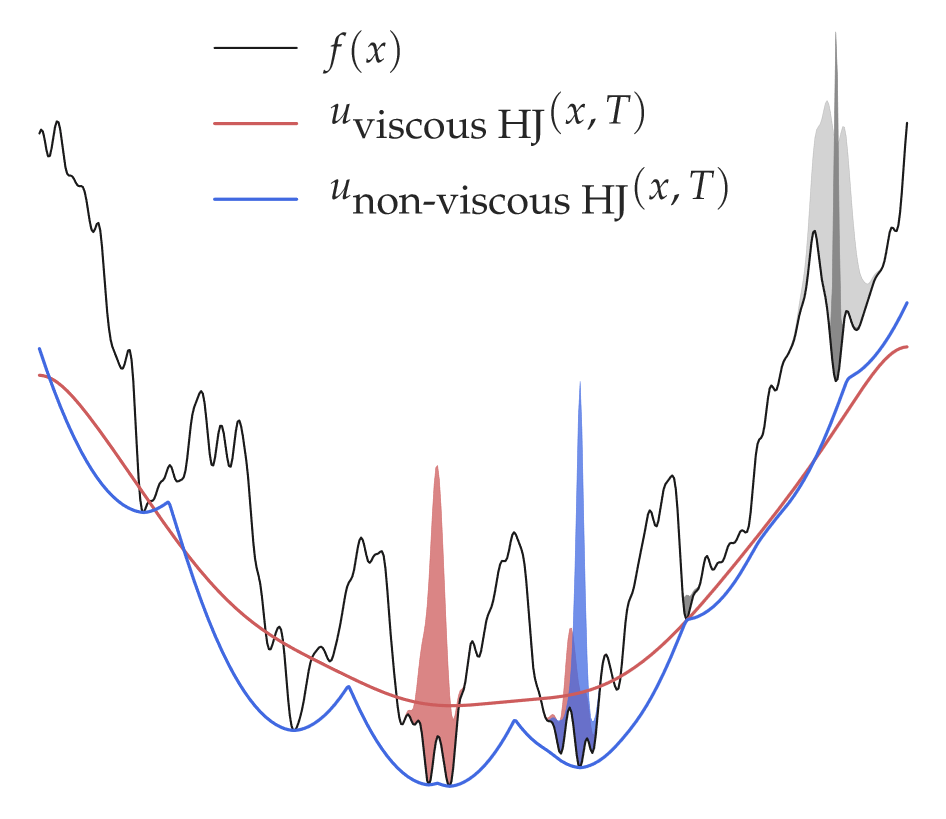 f(x)
u_viscous HJ(x, T)
u_non-viscous HJ(x, T)